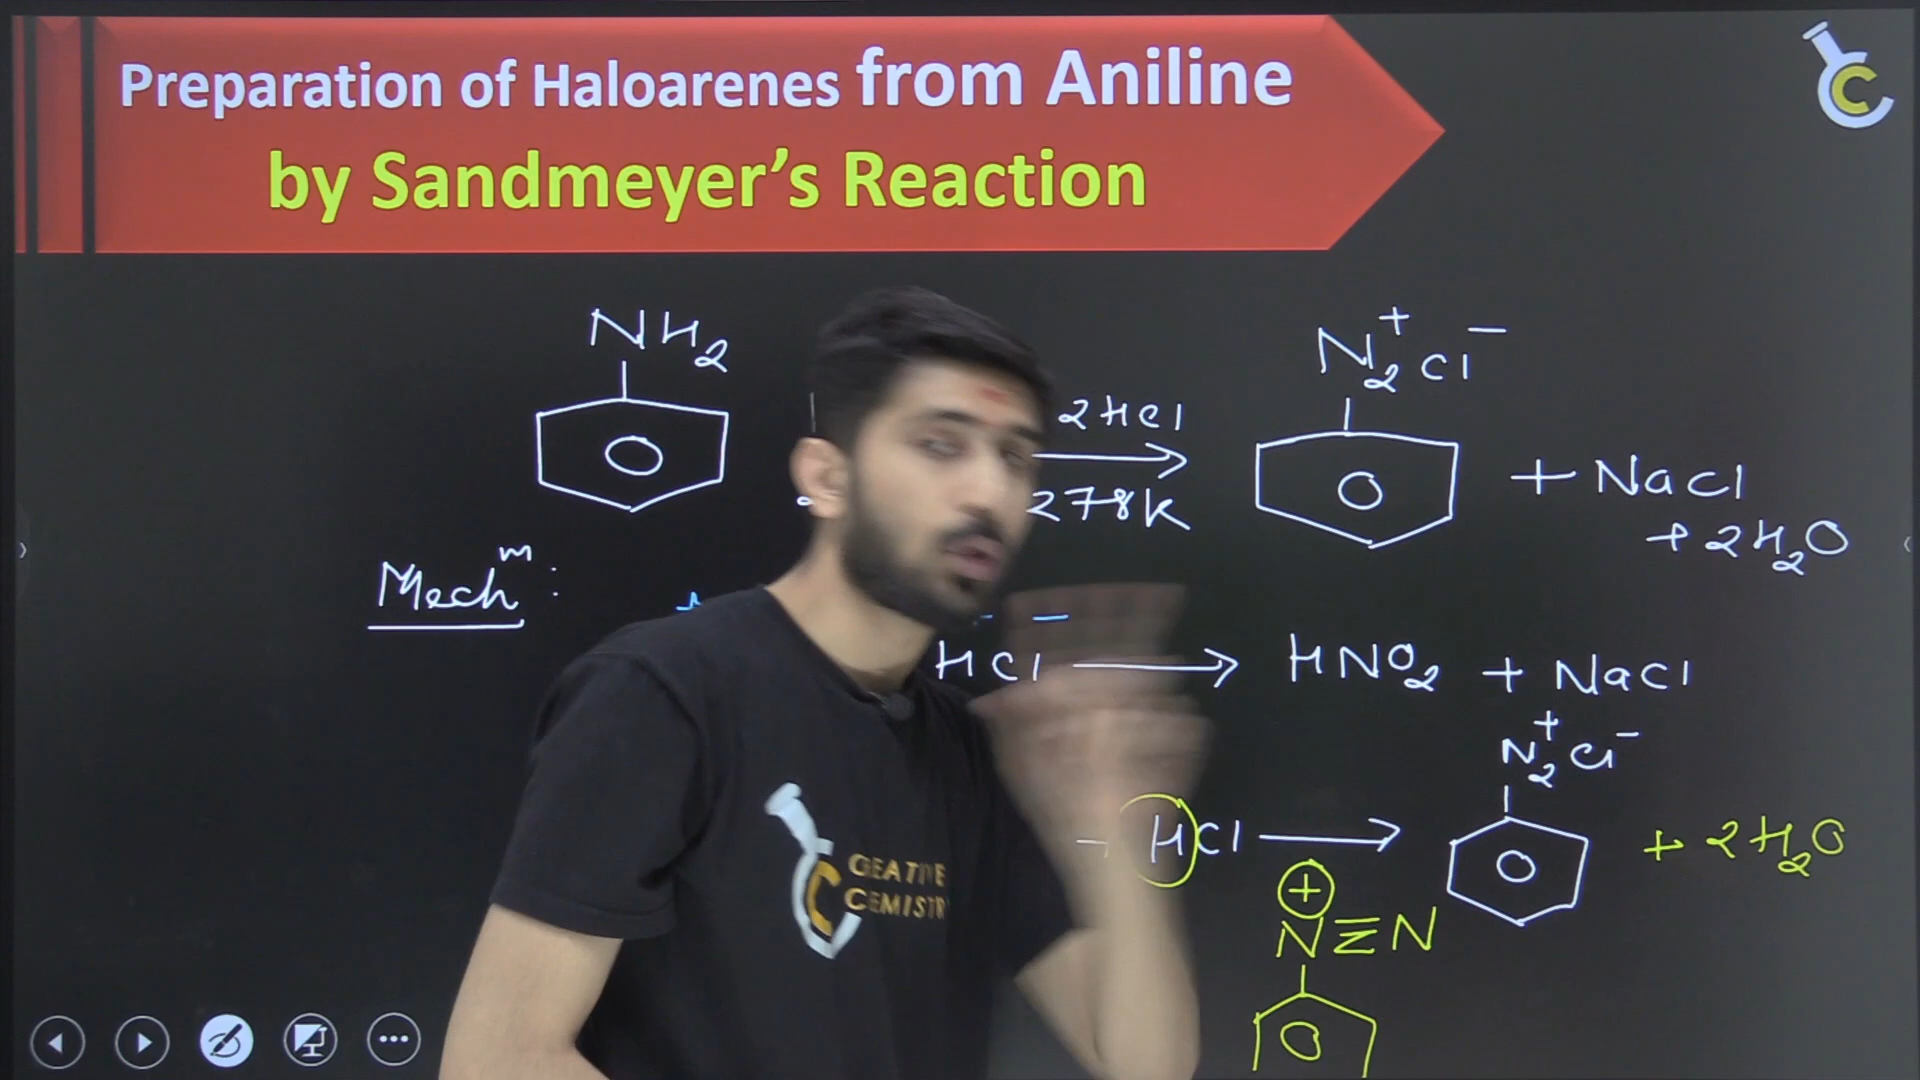 Preparation of Haloarenes from Aniline
by Sandmeyer's Reaction
NH2
2HCl
278K
N2+Cl-
+ NaCl
+ 2H2O
Mechm :
HCl → HNO2 + NaCl
HCl → N2+Cl- + 2H2O
+
N≡N
CREATIVE
CEMISTR